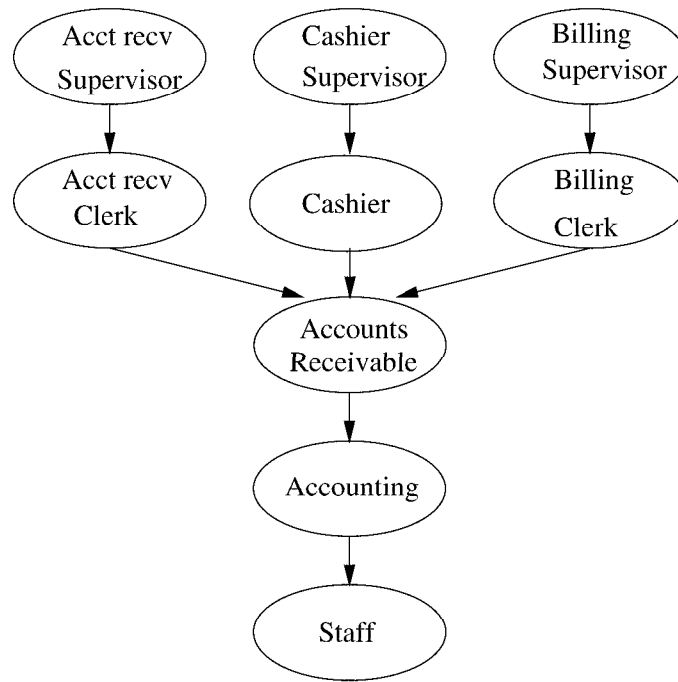 Acct recv
Supervisor
Cashier
Supervisor
Billing
Supervisor
Acct recv
Clerk
Cashier
Billing
Clerk
Accounts
Receivable
Accounting
Staff